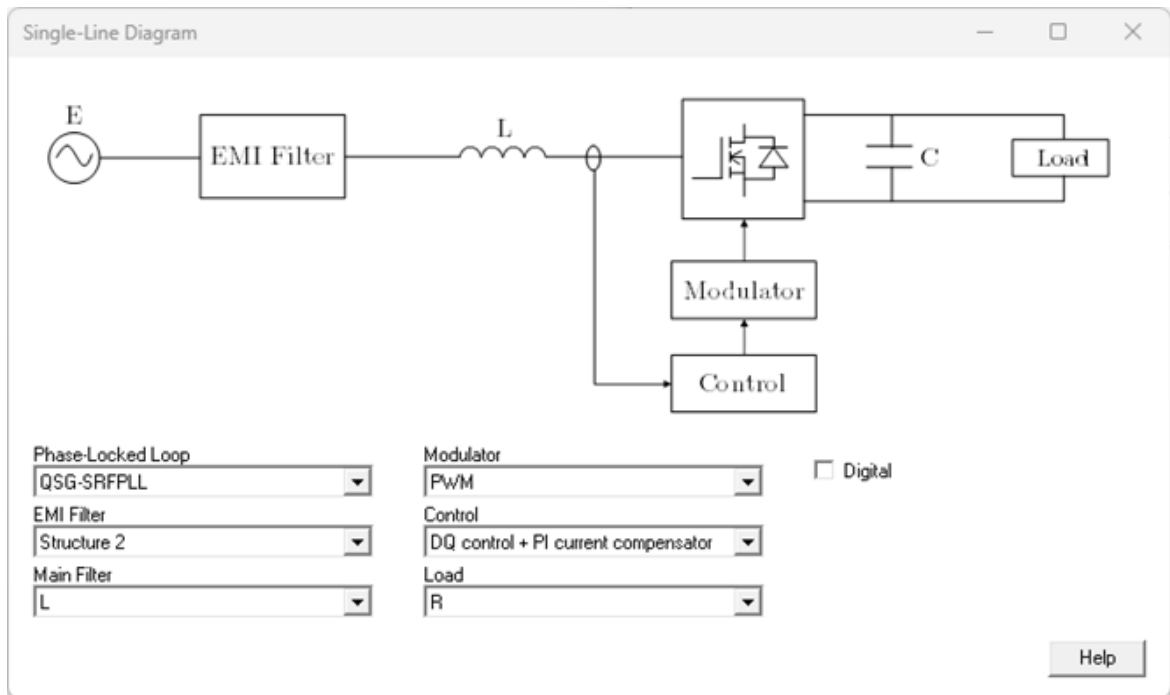 Single-Line Diagram
E
EMI Filter
L
C
Load
Modulator
Control
Phase-Locked Loop
QSG-SRFPLL
EMI Filter
Structure 2
Main Filter
L
Modulator
PWM
Control
DQ control + PI current compensator
Load
R
Digital
Help